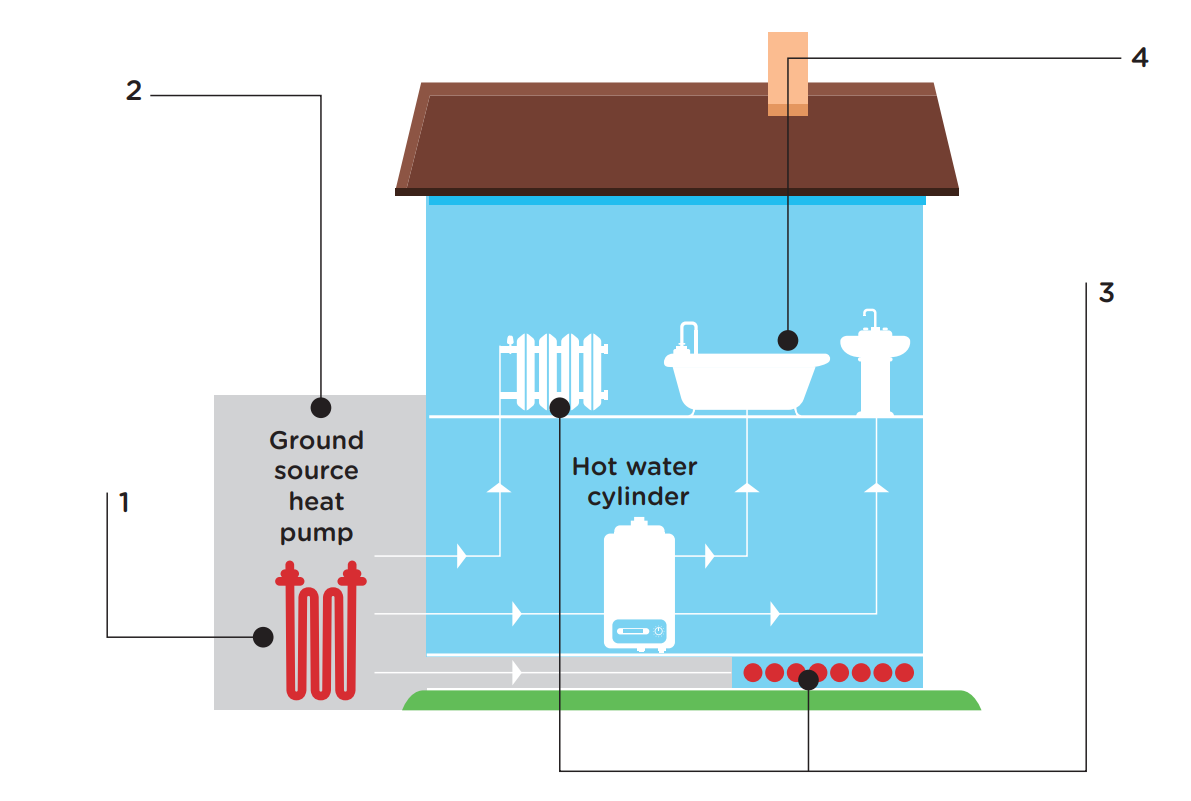 4
2
3
Ground
source
heat
pump
Hot water
cylinder
1